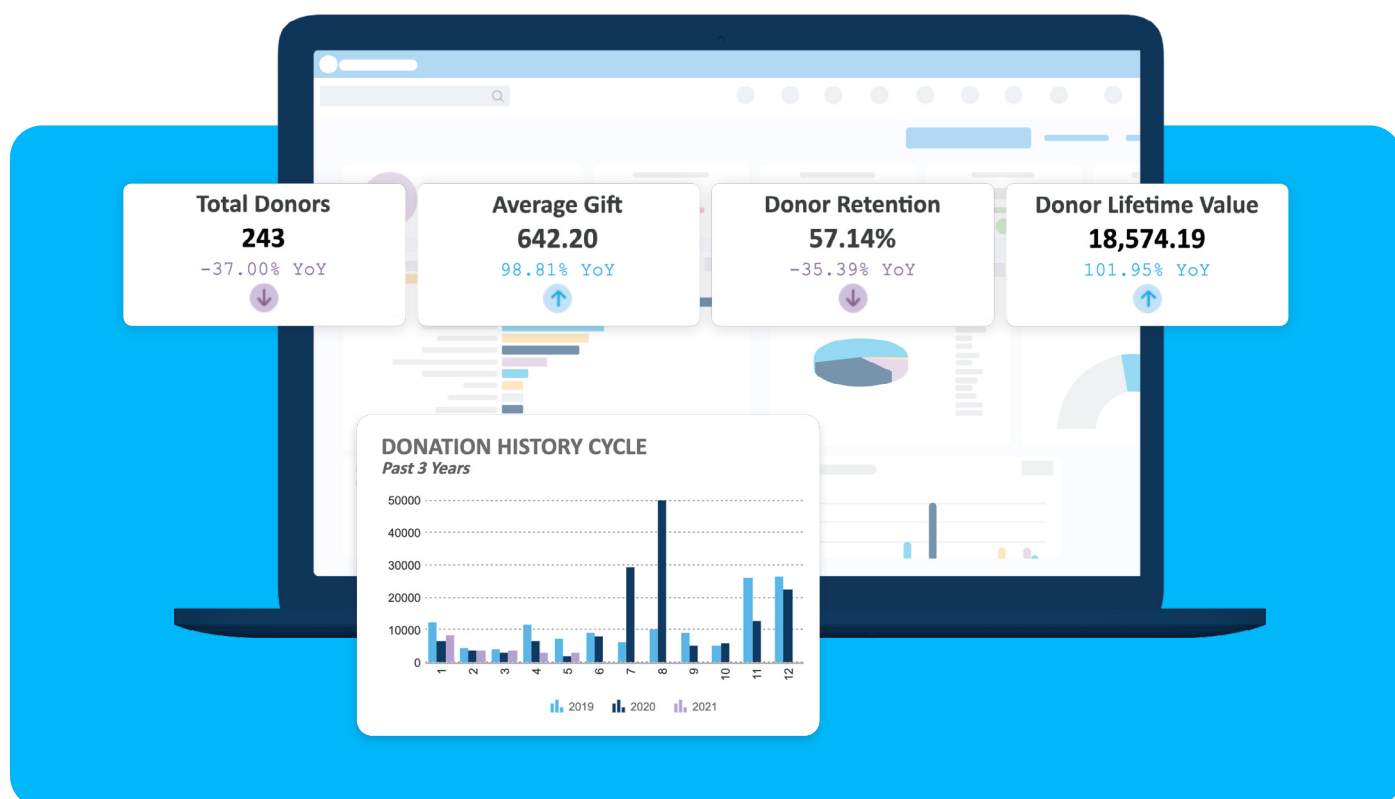 Total Donors
243
-37.00% YoY
Average Gift
642.20
98.81% YoY
Donor Retention
57.14%
-35.39% YoY
Donor Lifetime Value
18,574.19
101.95% YoY
DONATION HISTORY CYCLE
Past 3 Years
50000
40000
30000
20000
10000
0
1 2 3 4 5 6 7 8 9 10 11 12
2019 2020 2021